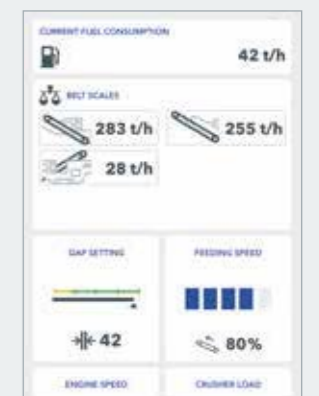 CURRENT FUEL CONSUMPTION
42 t/h
BELT SCALES
283 t/h 255 t/h
28 t/h
GAP SETTING FEEDING SPEED
42 80%
ENGINE SPEED CRUSHER LOAD